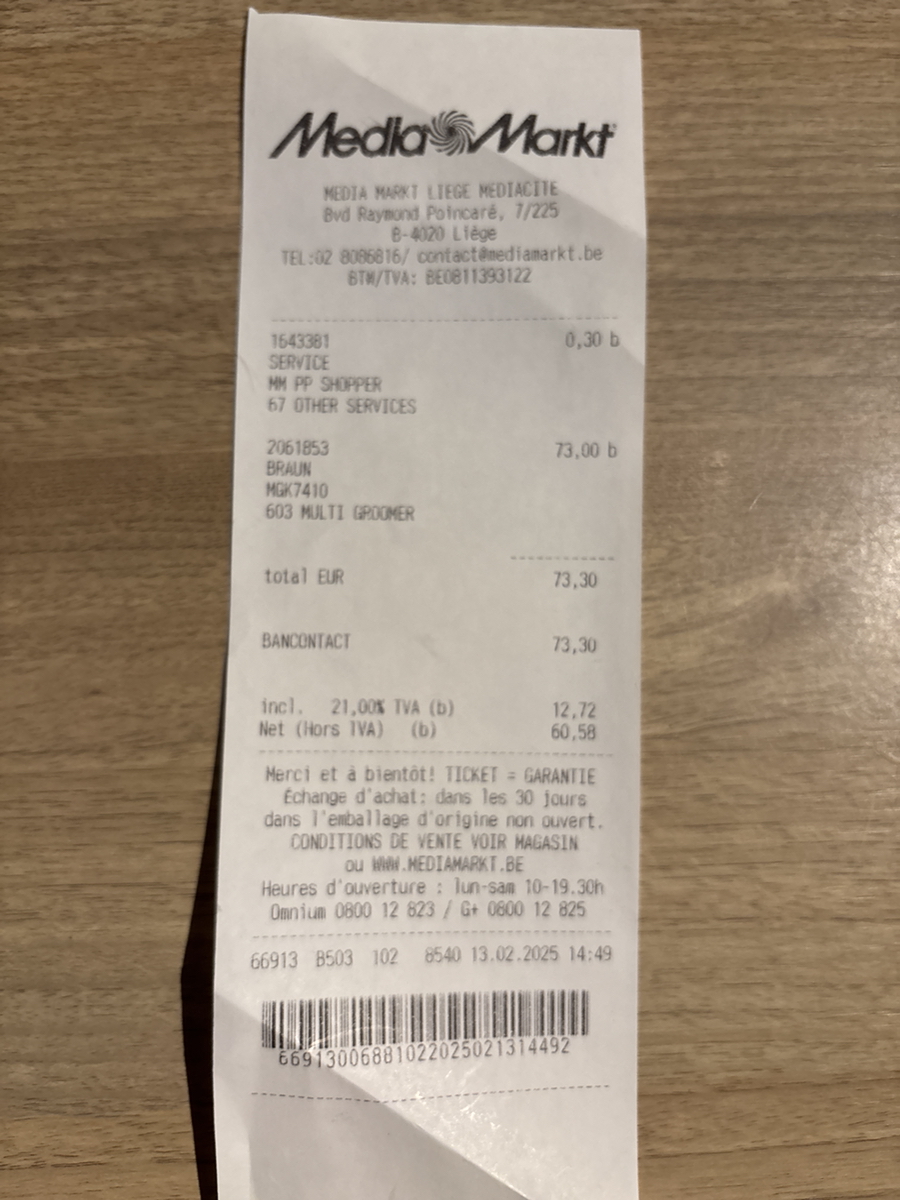 Media Markt
MEDIA MARKT LIEGE MEDIACITE
Bvd Raymond Poincaré, 7/225
B-4020 Liège
TEL:02 8086816/ contact@mediamarkt.be
BTW/TVA: BE0811393122
1643381 0,30 b
SERVICE
MM PP SHOPPER
67 OTHER SERVICES
2061853 73,00 b
BRAUN
MGK7410
603 MULTI GROOMER
total EUR 73,30
BANCONTACT 73,30
incl. 21,00% TVA (b) 12,72
Net (Hors TVA) (b) 60,58
Merci et à bientôt! TICKET = GARANTIE
Échange d'achat: dans les 30 jours
dans l'emballage d'origine non ouvert.
CONDITIONS DE VENTE VOIR MAGASIN
ou WWW.MEDIAMARKT.BE
Heures d'ouverture : lun-sam 10-19.30h
Omnium 0800 12 823 / G+ 0800 12 825
66913 B503 102 8540 13.02.2025 14:49
6691300688102202502131 4492